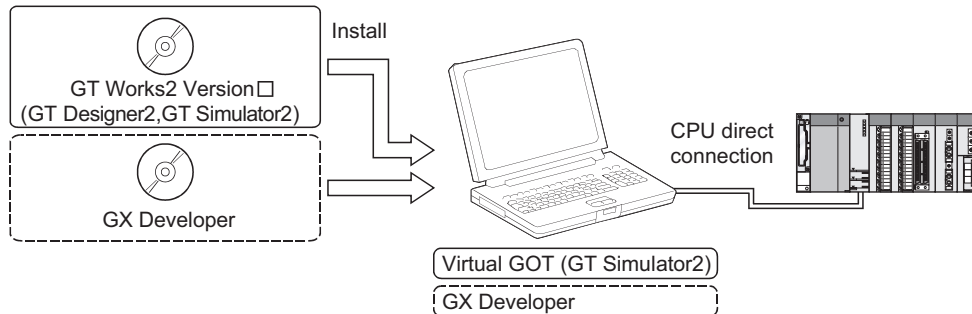 Install
GT Works2 Version□
(GT Designer2,GT Simulator2)
GX Developer
CPU direct
connection
Virtual GOT (GT Simulator2)
GX Developer